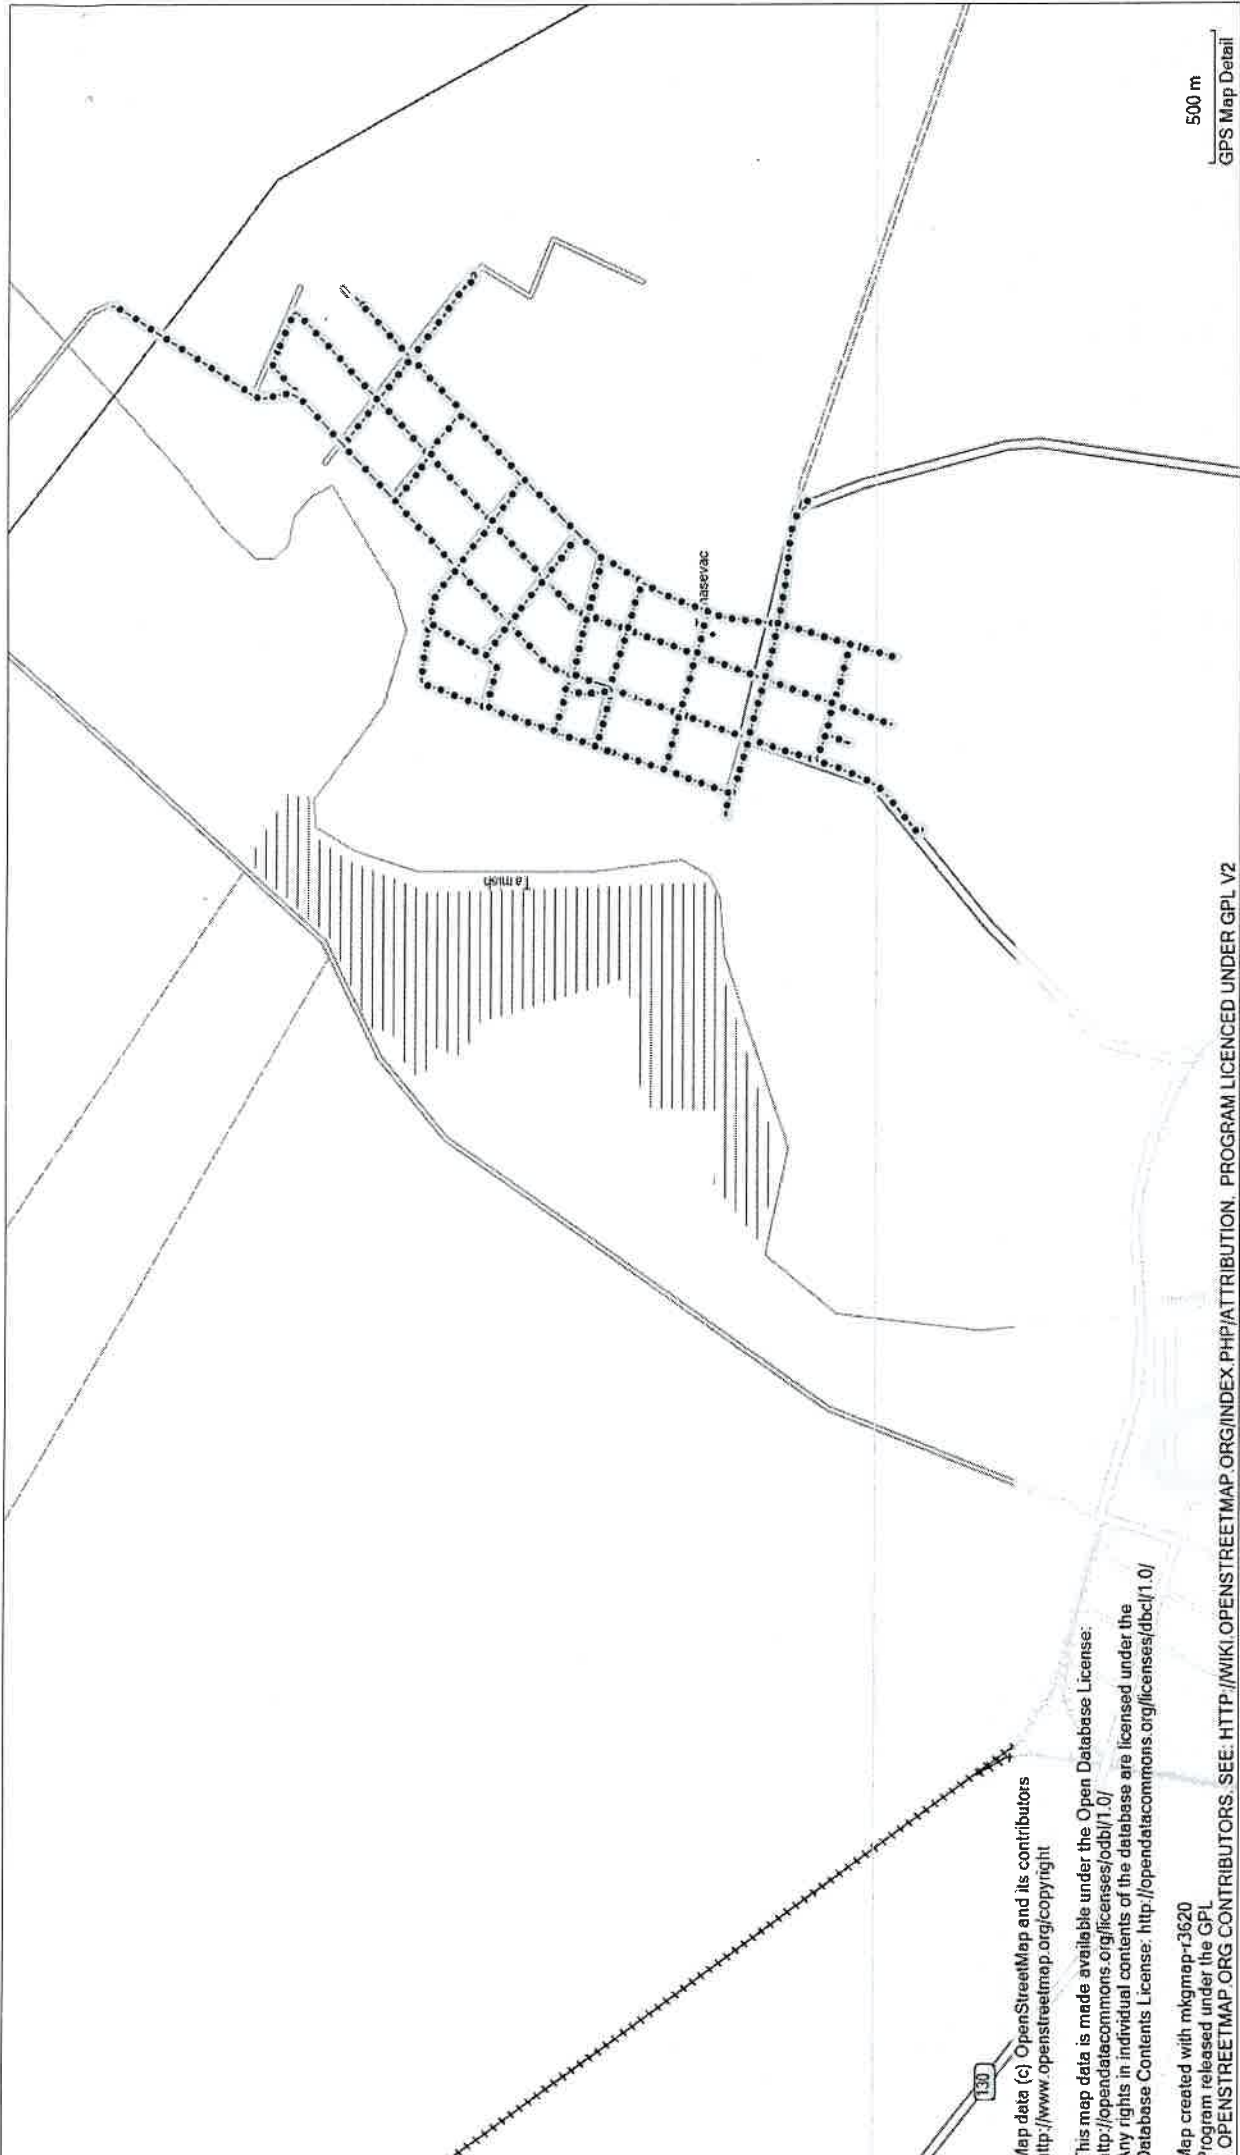 500 m
GPS Map Detail
nasevac
Tamish
130
Map data (c) OpenStreetMap and its contributors
http://www.openstreetmap.org/copyright
This map data is made available under the Open Database License:
http://opendatacommons.org/licenses/odbl/1.0/
Any rights in individual contents of the database are licensed under the
Database Contents License: http://opendatacommons.org/licenses/dbcl/1.0/
Map created with mkgmap-r3620
Program released under the GPL
OPENSTREETMAP.ORG CONTRIBUTORS. SEE: HTTP://WIKI.OPENSTREETMAP.ORG/INDEX.PHP/ATTRIBUTION, PROGRAM LICENCED UNDER GPL V2